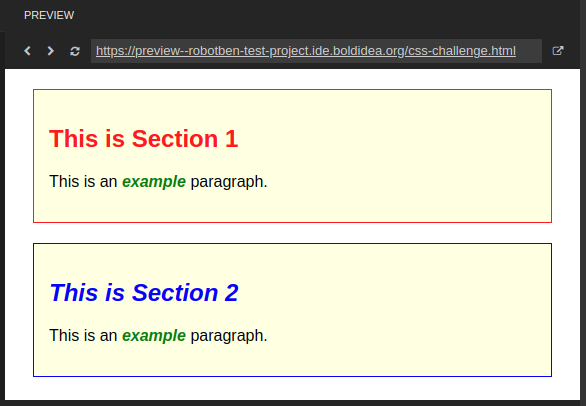 PREVIEW
https://preview--robotben-test-project.ide.boldidea.org/css-challenge.html
This is Section 1
This is an example paragraph.
This is Section 2
This is an example paragraph.